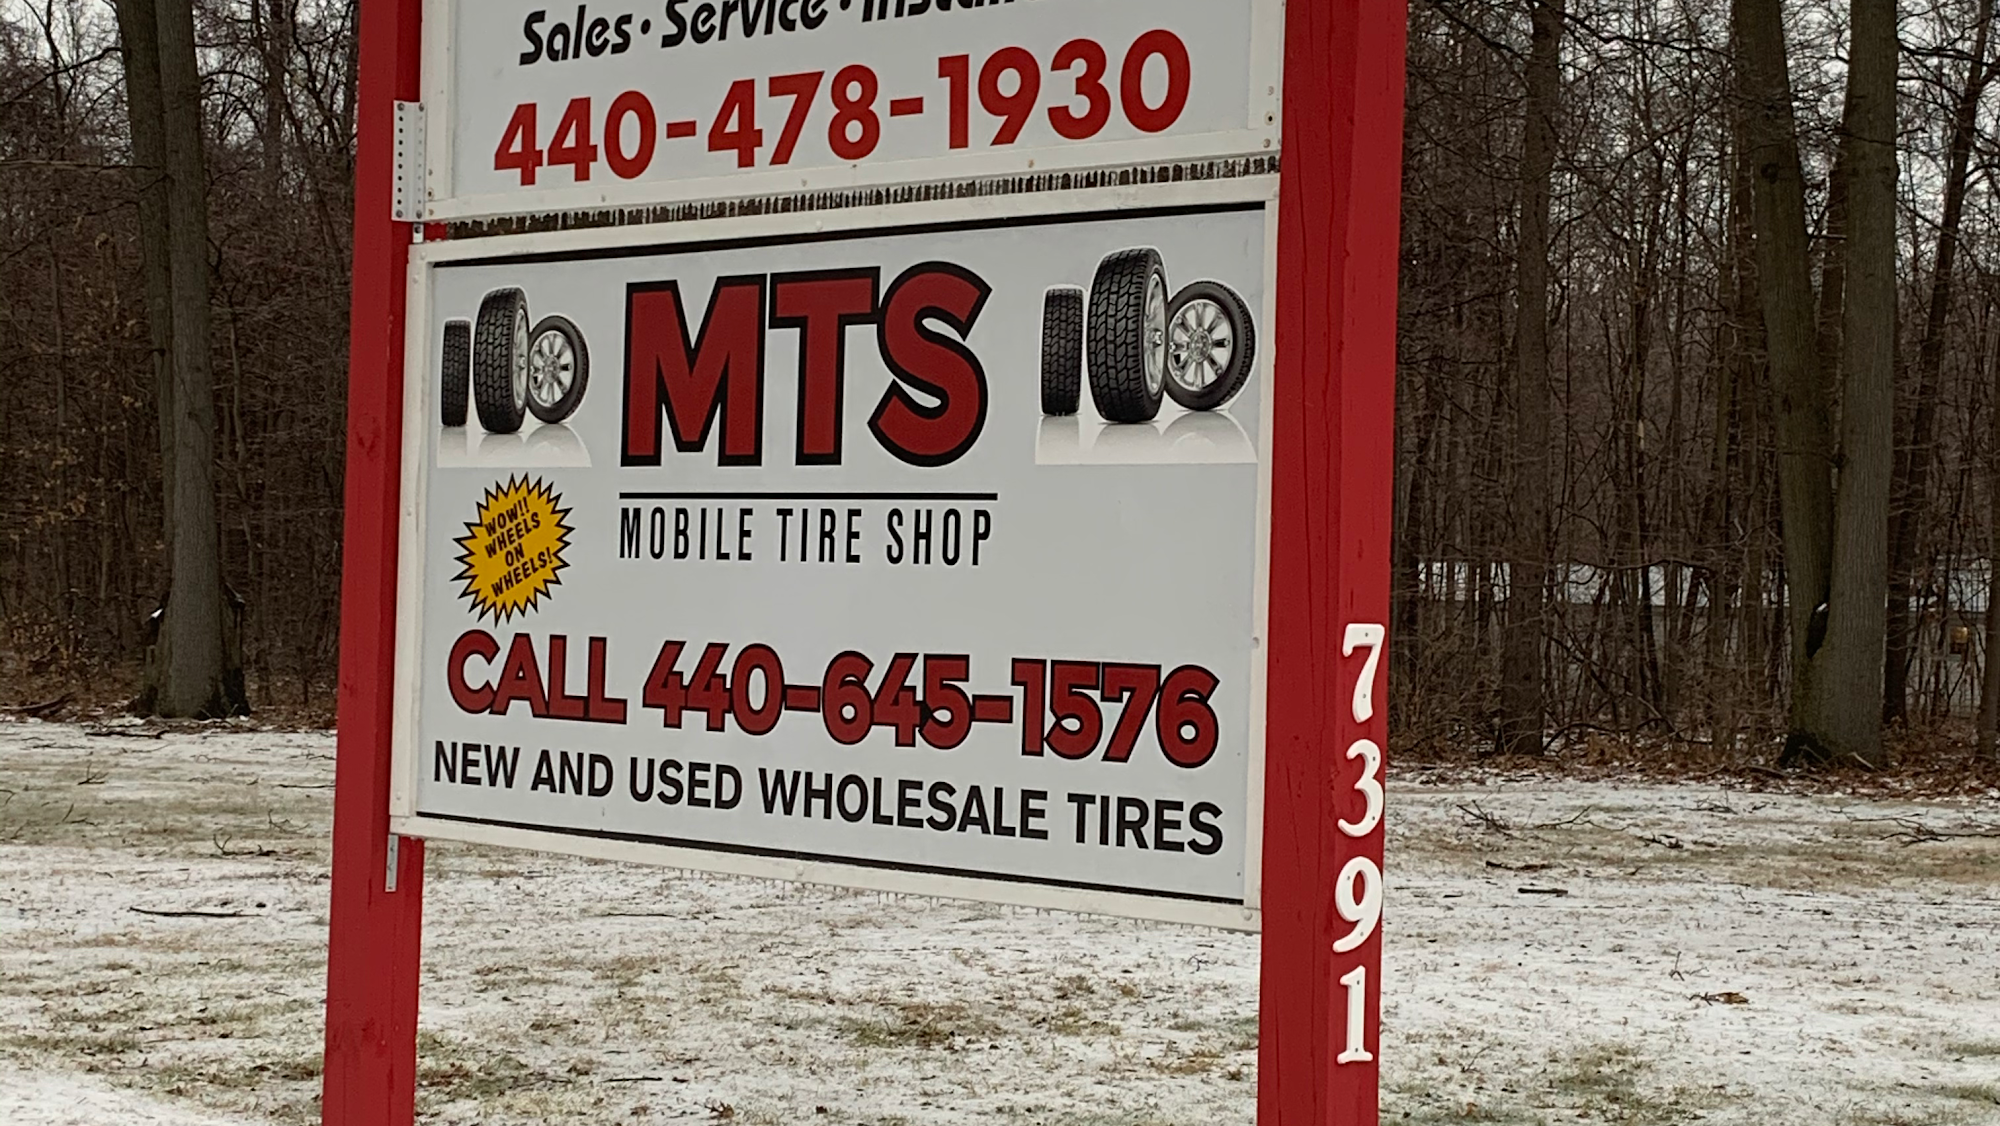 Sales · Service ·
440-478-1930
MTS
MOBILE TIRE SHOP
WOW!!
WHEELS
ON
WHEELS!
CALL 440-645-1576
NEW AND USED WHOLESALE TIRES
7391